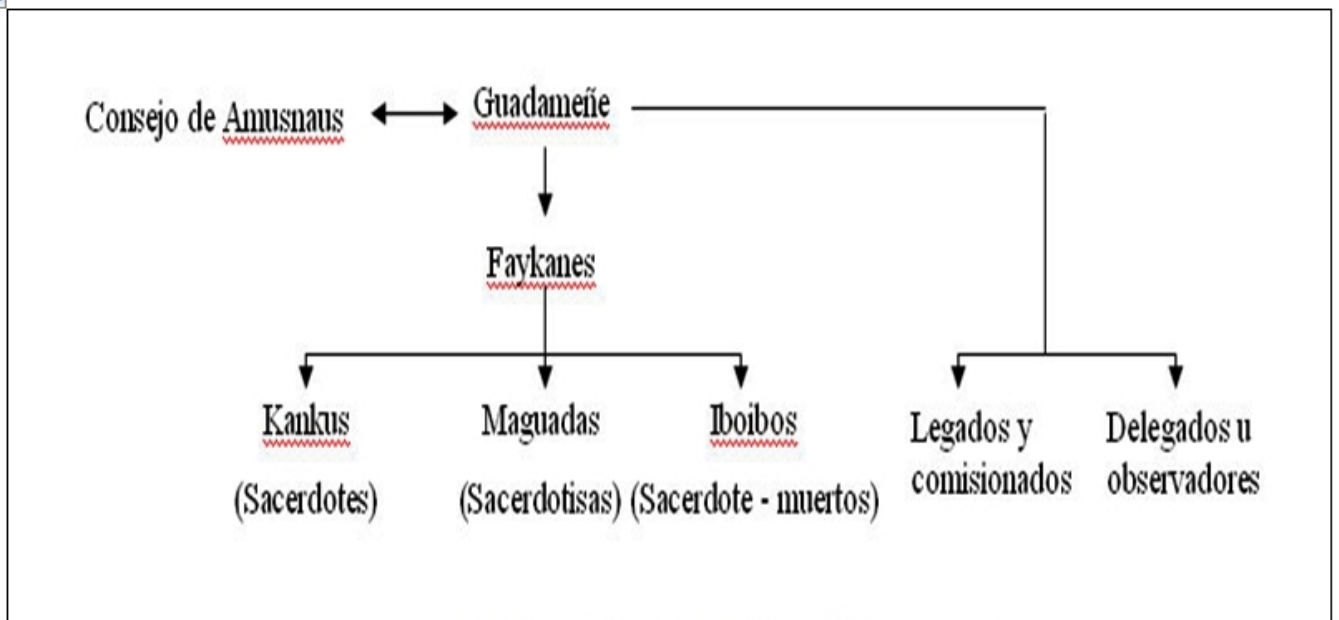 Consejo de Amusnaus
Guadameñe
Faykanes
Kankus
(Sacerdotes)
Maguadas
(Sacerdotisas)
Iboibos
(Sacerdote - muertos)
Legados y
comisionados
Delegados u
observadores